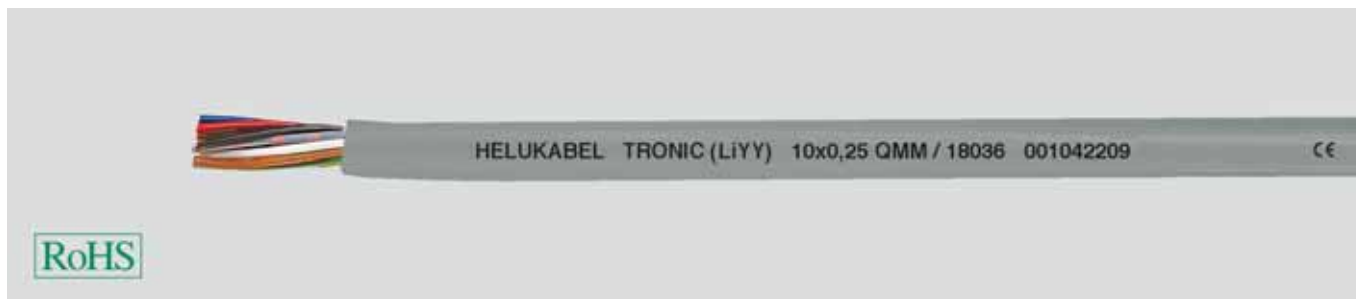 HELUKABEL TRONIC (LiYY) 10x0,25 QMM / 18036 001042209 CE
RoHS